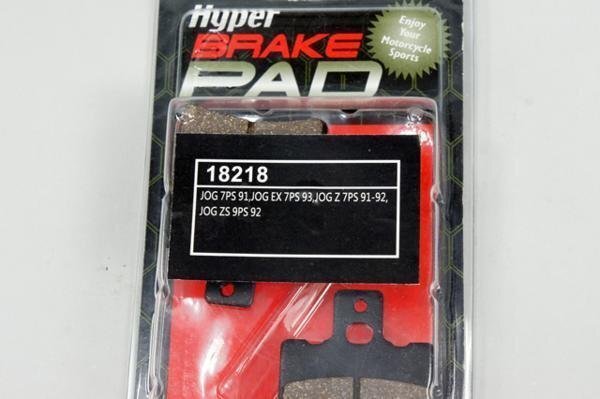 Hyper
BRAKE
PAD
Enjoy
Your
Motorcycle
Sports
18218
JOG 7PS 91,JOG EX 7PS 93,JOG Z 7PS 91-92,
JOG ZS 9PS 92